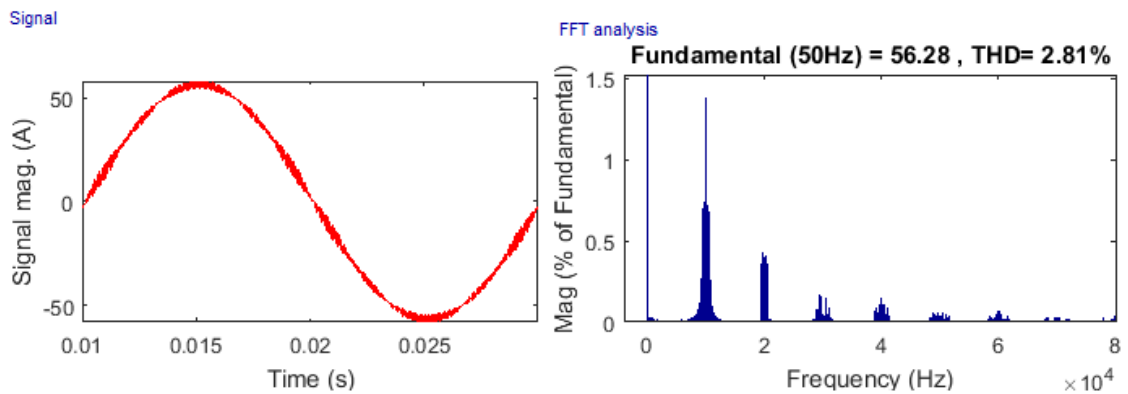 Signal
Signal mag. (A)
50
0
-50
0.01 0.015 0.02 0.025
Time (s)
FFT analysis
Fundamental (50Hz) = 56.28 , THD= 2.81%
Mag (% of Fundamental)
1.5
1
0.5
0
0 2 4 6 8
Frequency (Hz)
×10⁴